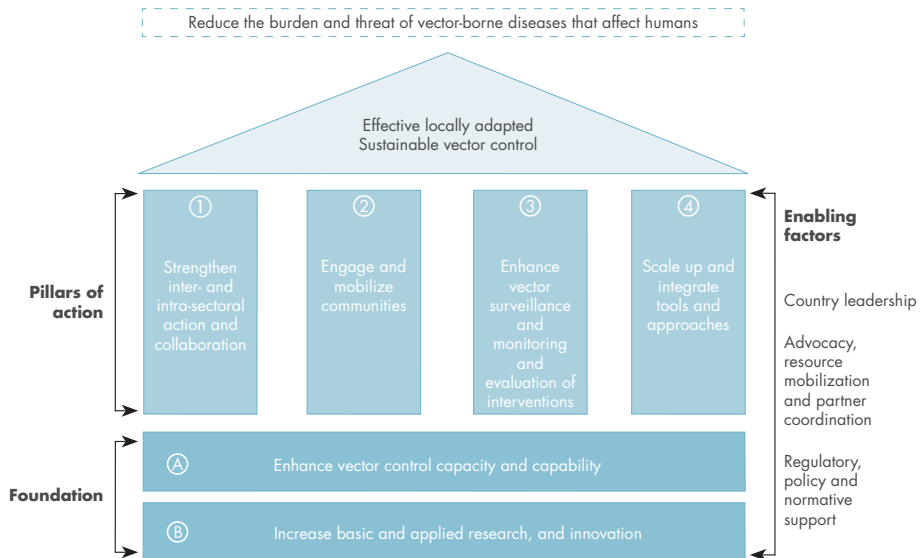 Reduce the burden and threat of vector-borne diseases that affect humans
Effective locally adapted
Sustainable vector control
Pillars of
action
1
Strengthen
inter- and
intra-sectoral
action and
collaboration
2
Engage and
mobilize
communities
3
Enhance
vector
surveillance
and
monitoring
and
evaluation of
interventions
4
Scale up and
integrate
tools and
approaches
Enabling
factors
Country leadership
Advocacy,
resource
mobilization
and partner
coordination
Regulatory,
policy and
normative
support
Foundation
A
Enhance vector control capacity and capability
B
Increase basic and applied research, and innovation